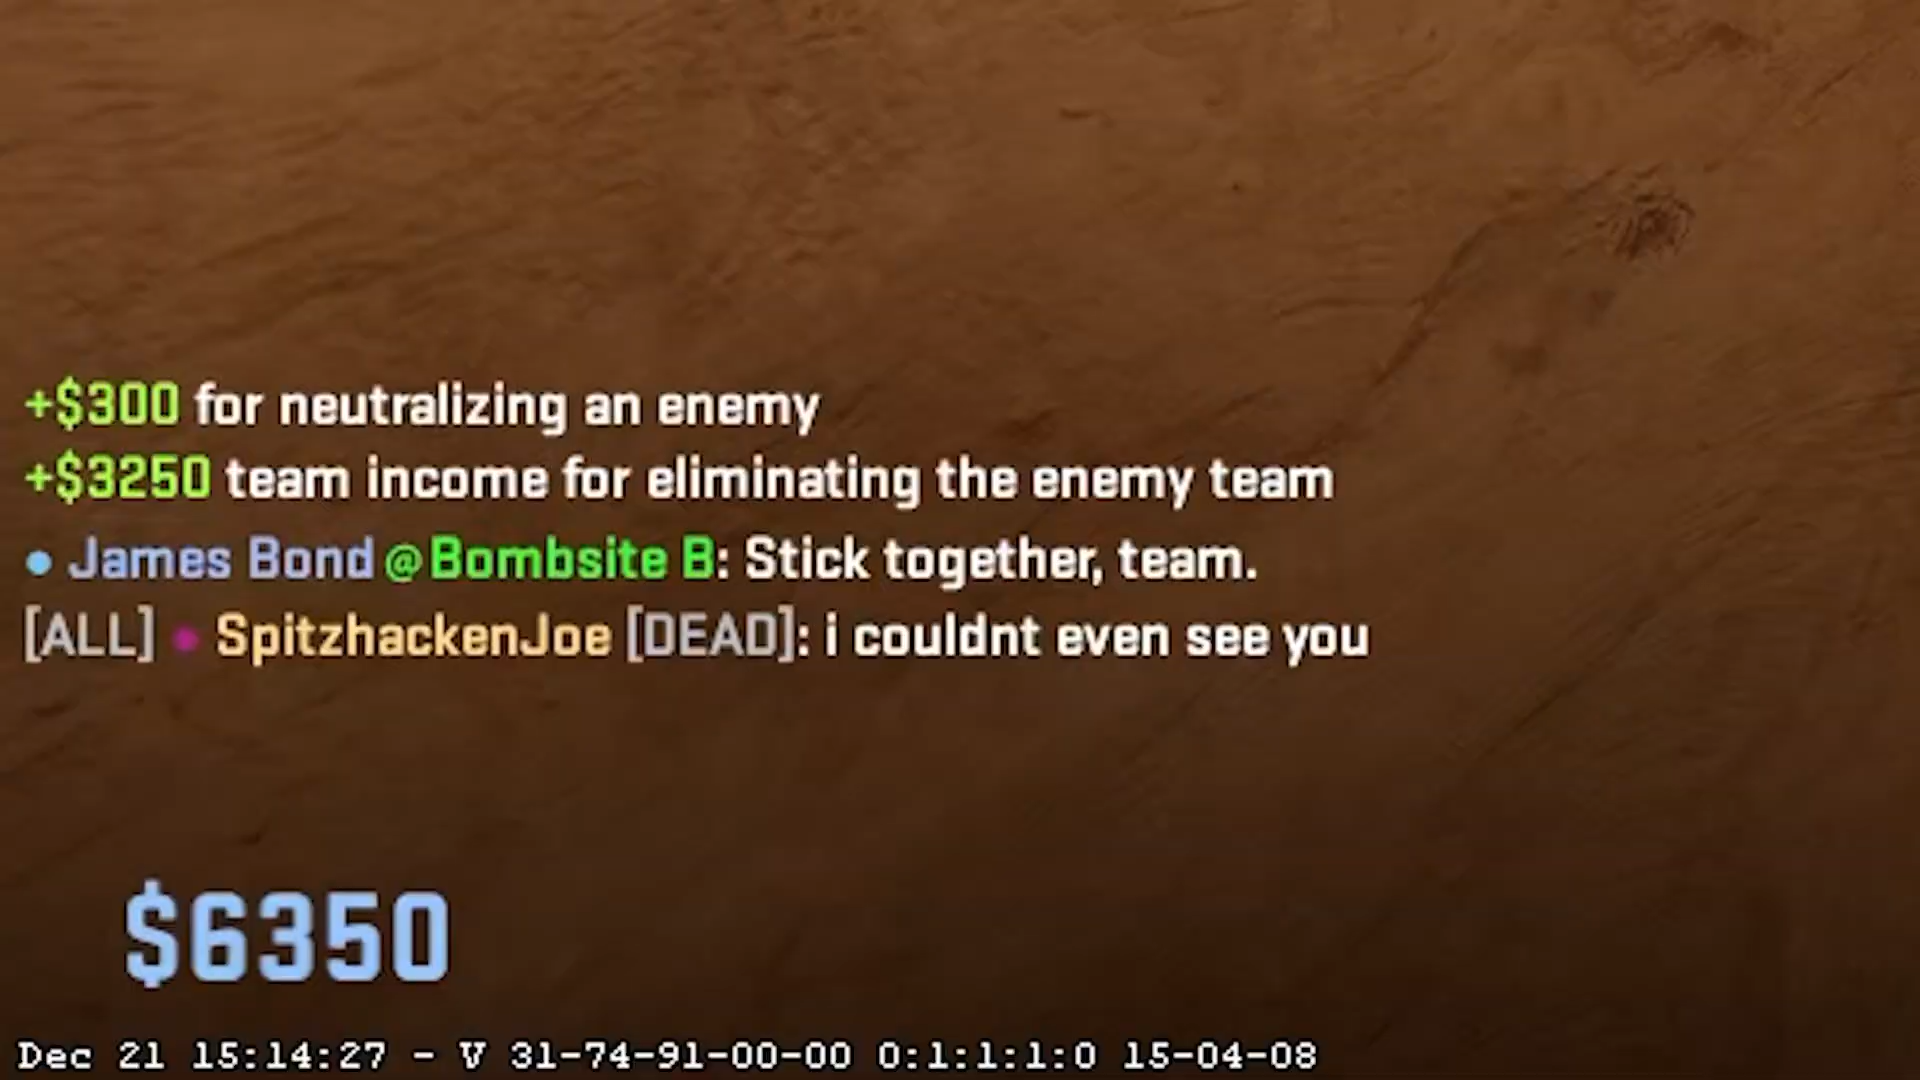 +$300 for neutralizing an enemy
+$3250 team income for eliminating the enemy team
• James Bond @Bombsite B: Stick together, team.
[ALL] • SpitzhackenJoe [DEAD]: i couldnt even see you
$6350
Dec 21 15:14:27 - V 31-74-91-00-00 0:1:1:1:0 15-04-08